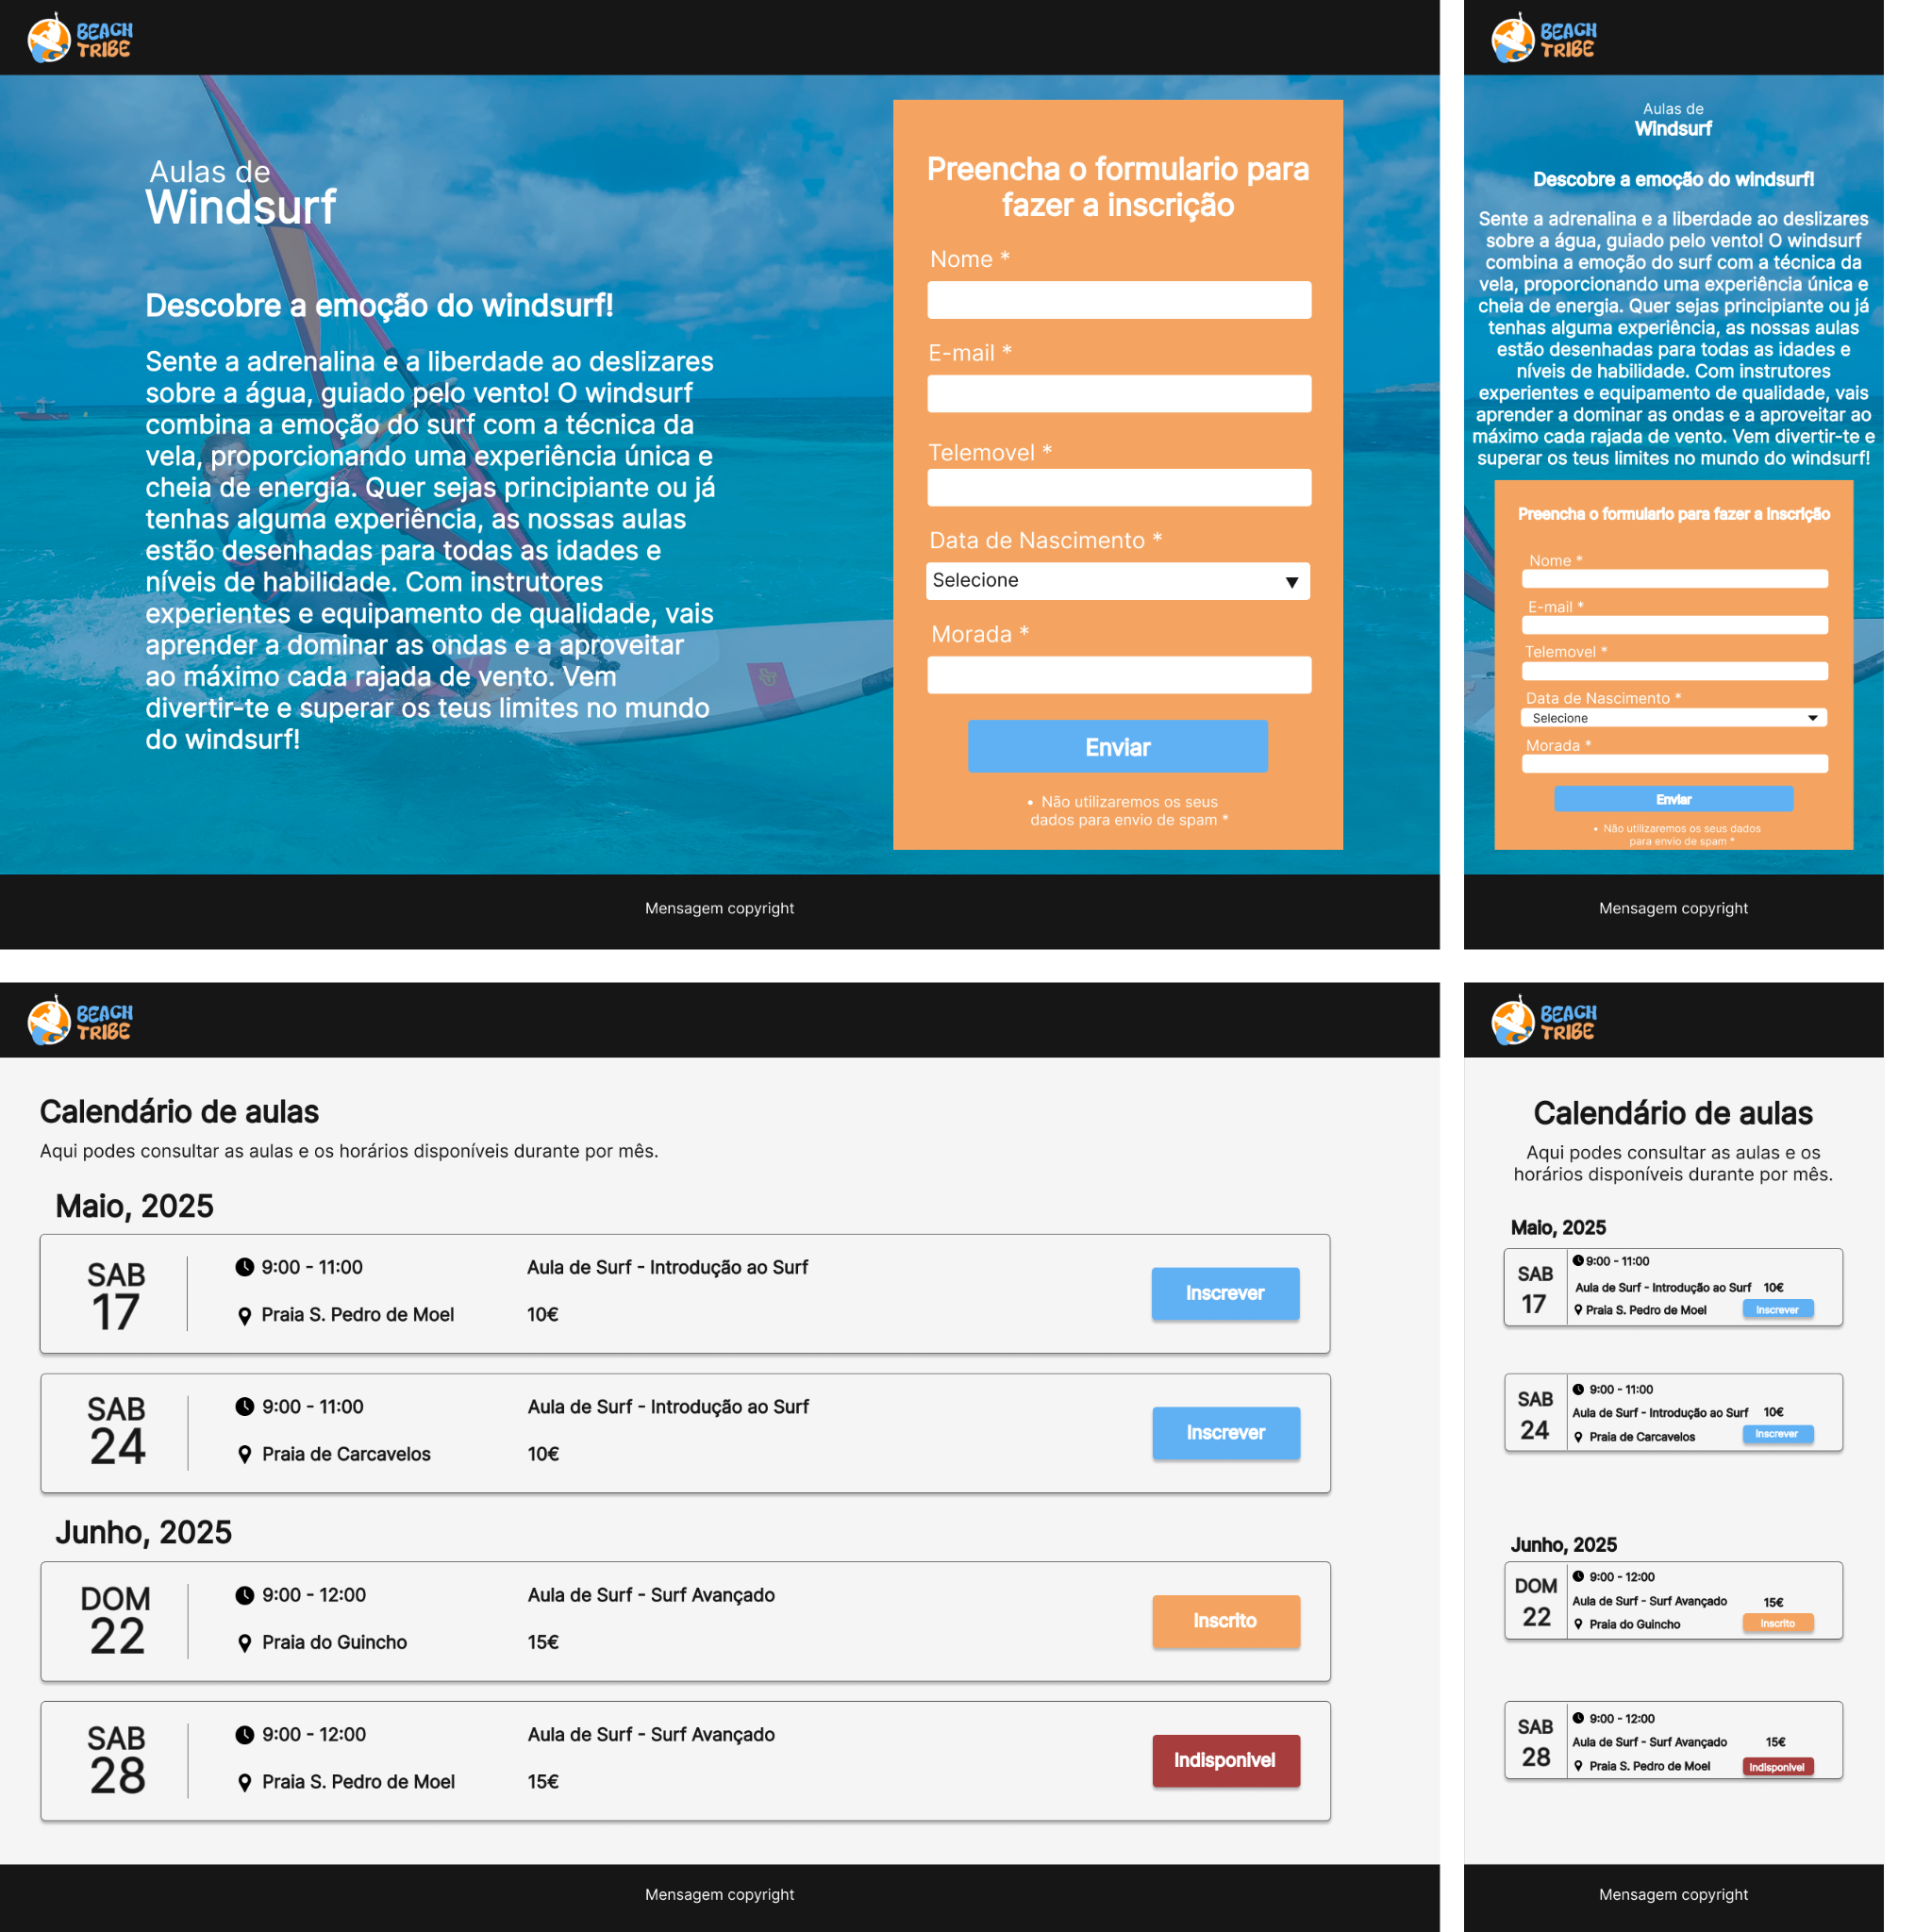 BEACH
TRIBE
Aulas de
Windsurf
Descobre a emoção do windsurf!
Sente a adrenalina e a liberdade ao deslizares
sobre a água, guiado pelo vento! O windsurf
combina a emoção do surf com a técnica da
vela, proporcionando uma experiência única e
cheia de energia. Quer sejas principiante ou já
tenhas alguma experiência, as nossas aulas
estão desenhadas para todas as idades e
níveis de habilidade. Com instrutores
experientes e equipamento de qualidade, vais
aprender a dominar as ondas e a aproveitar
ao máximo cada rajada de vento. Vem
divertir-te e superar os teus limites no mundo
do windsurf!
Preencha o formulario para
fazer a inscrição
Nome *
E-mail *
Telemovel *
Data de Nascimento *
Selecione
Morada *
Enviar
• Não utilizaremos os seus
dados para envio de spam *
Mensagem copyright
BEACH
TRIBE
Aulas de
Windsurf
Descobre a emoção do windsurf!
Sente a adrenalina e a liberdade ao deslizares
sobre a água, guiado pelo vento! O windsurf
combina a emoção do surf com a técnica da
vela, proporcionando uma experiência única e
cheia de energia. Quer sejas principiante ou já
tenhas alguma experiência, as nossas aulas
estão desenhadas para todas as idades e
níveis de habilidade. Com instrutores
experientes e equipamento de qualidade, vais
aprender a dominar as ondas e a aproveitar ao
máximo cada rajada de vento. Vem divertir-te e
superar os teus limites no mundo do windsurf!
Preencha o formulario para fazer a inscrição
Nome *
E-mail *
Telemovel *
Data de Nascimento *
Selecione
Morada *
Enviar
• Não utilizaremos os seus dados
para envio de spam *
Mensagem copyright
BEACH
TRIBE
Calendário de aulas
Aqui podes consultar as aulas e os horários disponíveis durante por mês.
Maio, 2025
SAB
17
9:00 - 11:00
Aula de Surf - Introdução ao Surf
Praia S. Pedro de Moel
10€
Inscrever
SAB
24
9:00 - 11:00
Aula de Surf - Introdução ao Surf
Praia de Carcavelos
10€
Inscrever
Junho, 2025
DOM
22
9:00 - 12:00
Aula de Surf - Surf Avançado
Praia do Guincho
15€
Inscrito
SAB
28
9:00 - 12:00
Aula de Surf - Surf Avançado
Praia S. Pedro de Moel
15€
Indisponivel
Mensagem copyright
BEACH
TRIBE
Calendário de aulas
Aqui podes consultar as aulas e os
horários disponíveis durante por mês.
Maio, 2025
SAB
17
9:00 - 11:00
Aula de Surf - Introdução ao Surf 10€
Praia S. Pedro de Moel
Inscrever
SAB
24
9:00 - 11:00
Aula de Surf - Introdução ao Surf 10€
Praia de Carcavelos
Inscrever
Junho, 2025
DOM
22
9:00 - 12:00
Aula de Surf - Surf Avançado 15€
Praia do Guincho
Inscrito
SAB
28
9:00 - 12:00
Aula de Surf - Surf Avançado 15€
Praia S. Pedro de Moel
Indisponivel
Mensagem copyright